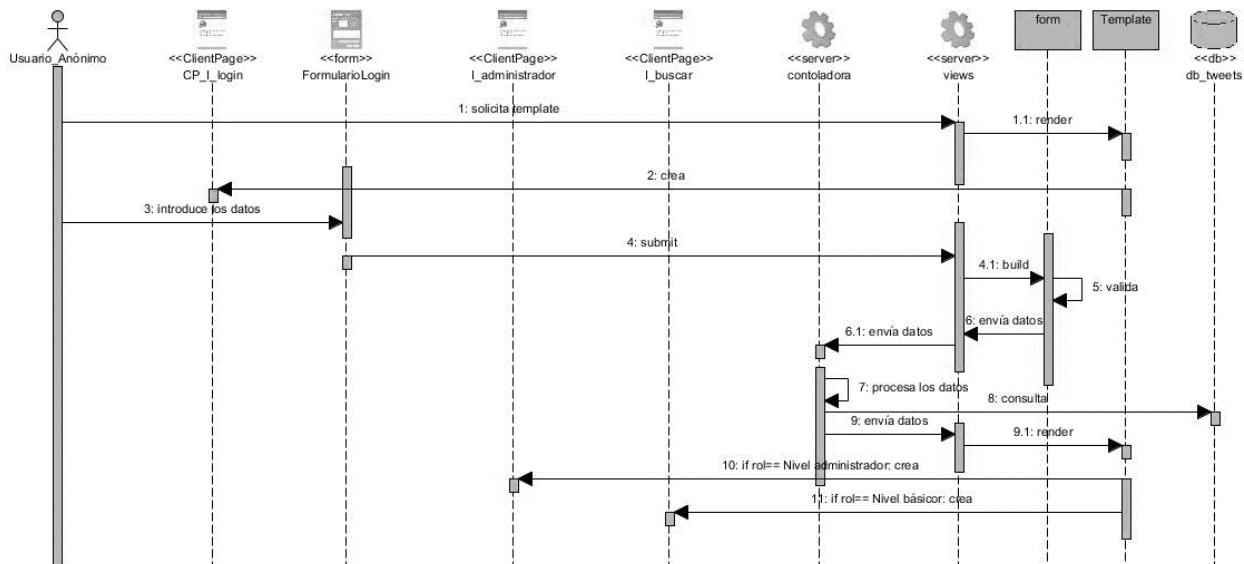 form
Template
Usuario_Anónimo
<<ClientPage>>
CP_I_login
<<form>>
FormularioLogin
<<ClientPage>>
I_administrador
<<ClientPage>>
I_buscar
<<server>>
contoladora
<<server>>
views
<<db>>
db_tweets
1: solicita template
1.1: render
2: crea
3: introduce los datos
4: submit
4.1: build
5: valida
6: envía datos
6.1: envía datos
7: procesa los datos
8: consulta
9: envía datos
9.1: render
10: if rol== Nivel administrador: crea
11: if rol== Nivel básicor: crea